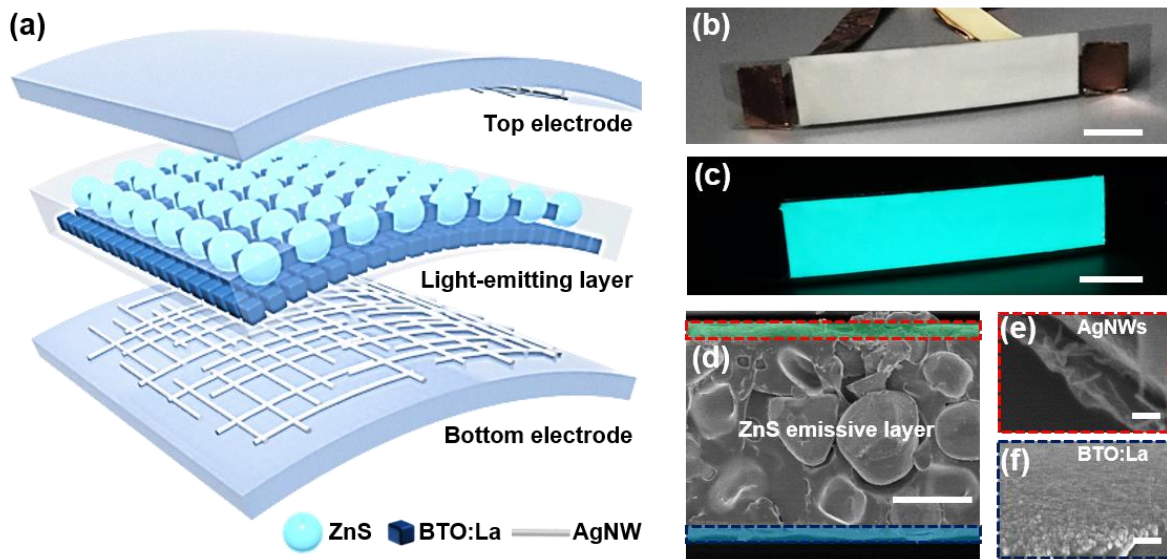 (a)
Top electrode
Light-emitting layer
Bottom electrode
ZnS BTO:La AgNW
(b)
(c)
(d)
ZnS emissive layer
(e)
AgNWs
(f)
BTO:La